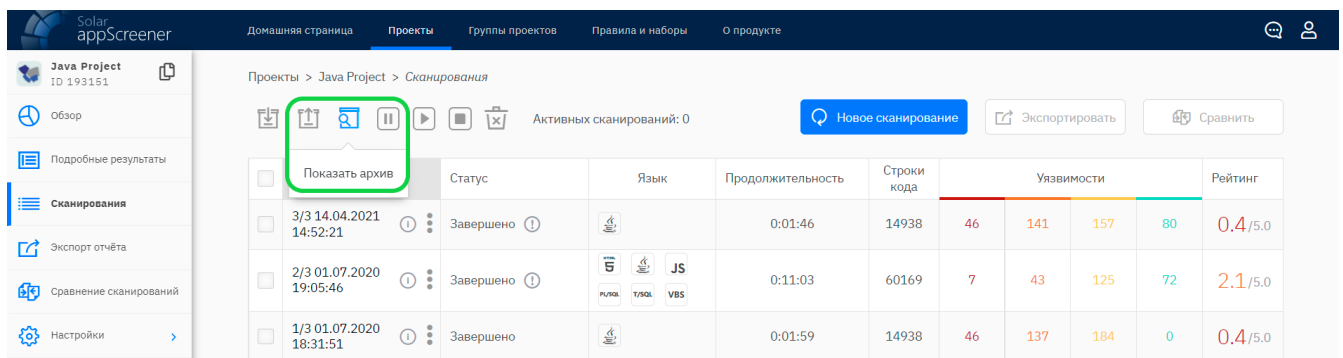 Solar
appScreener
Домашняя страница Проекты Группы проектов Правила и наборы О продукте
Java Project
ID 193151
Обзор
Подробные результаты
Сканирования
Экспорт отчёта
Сравнение сканирований
Настройки
Проекты > Java Project > Сканирования
Активных сканирований: 0
Новое сканирование
Экспортировать
Сравнить
Показать архив
Статус Язык Продолжительность Строки кода Уязвимости Рейтинг
3/3 14.04.2021
14:52:21
Завершено 0:01:46 14938 46 141 157 80 0.4/5.0
2/3 01.07.2020
19:05:46
Завершено HTML 5 JS 0:11:03 60169 7 43 125 72 2.1/5.0
PL/SQL T/SQL VBS
1/3 01.07.2020
18:31:51
Завершено 0:01:59 14938 46 137 184 0 0.4/5.0